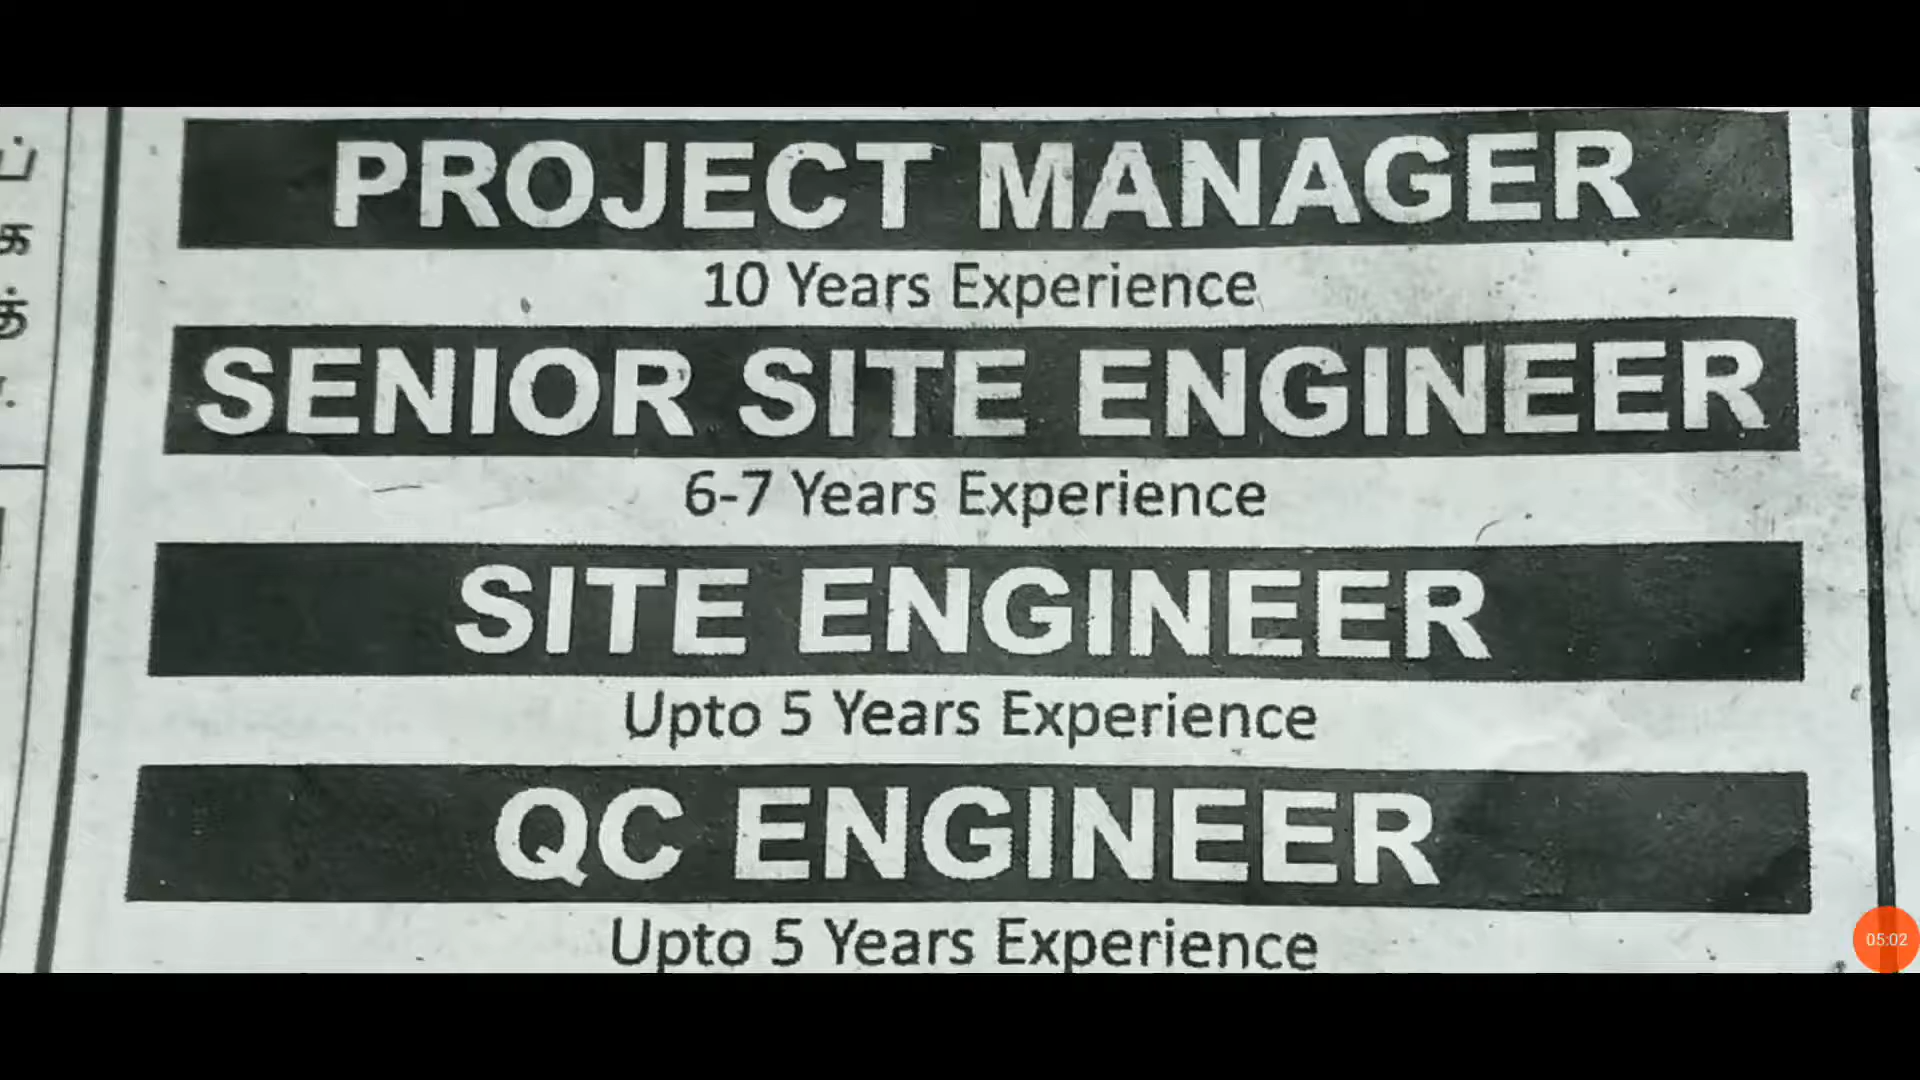 PROJECT MANAGER
10 Years Experience
SENIOR SITE ENGINEER
6-7 Years Experience
SITE ENGINEER
Upto 5 Years Experience
QC ENGINEER
Upto 5 Years Experience
05:02